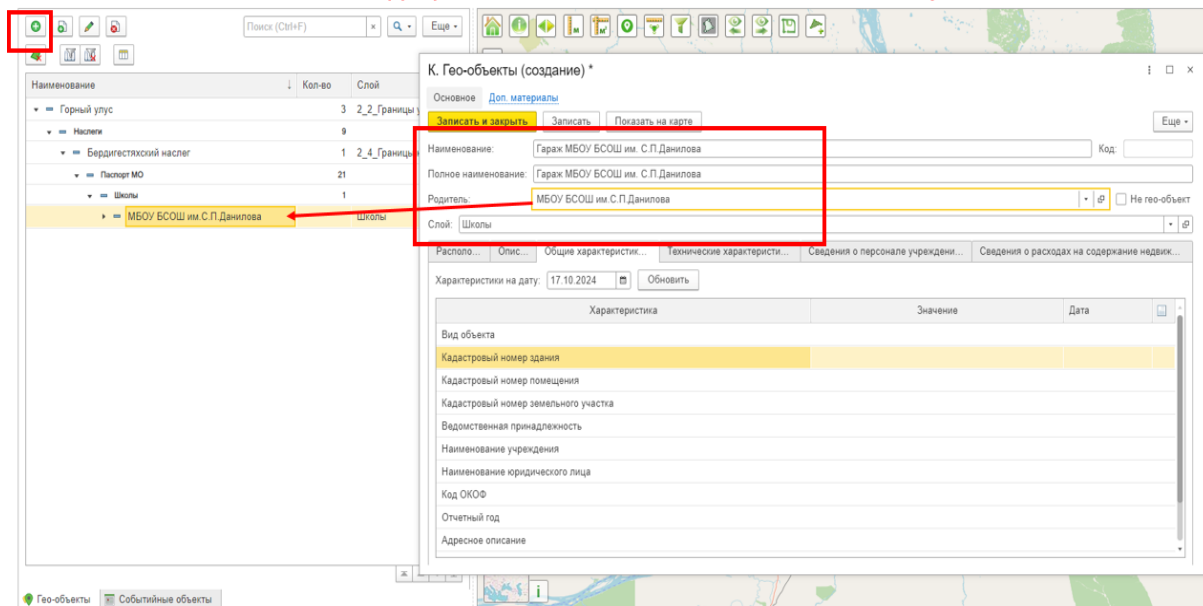 Поиск (Ctrl+F)
×
Еще
Наименование ↓ Кол-во Слой
Горный улус 3 2_2_Границы
Наслеги 9
Бердигестяхский наслег 1 2_4_Границы
Паспорт МО 21
Школы 1
МБОУ БСОШ им.С.П.Данилова Школы
Гео-объекты Событийные объекты
К. Гео-объекты (создание) *
Основное Доп. материалы
Записать и закрыть Записать Показать на карте Еще
Наименование: Гараж МБОУ БСОШ им. С.П.Данилова Код:
Полное наименование: Гараж МБОУ БСОШ им. С.П.Данилова
Родитель: МБОУ БСОШ им.С.П.Данилова Не гео-объект
Слой: Школы
Располо... Опис... Общие характеристик... Технические характеристи... Сведения о персонале учреждени... Сведения о расходах на содержание недвиж...
Характеристики на дату: 17.10.2024 Обновить
Характеристика Значение Дата
Вид объекта
Кадастровый номер здания
Кадастровый номер помещения
Кадастровый номер земельного участка
Ведомственная принадлежность
Наименование учреждения
Наименование юридического лица
Код ОКОФ
Отчетный год
Адресное описание